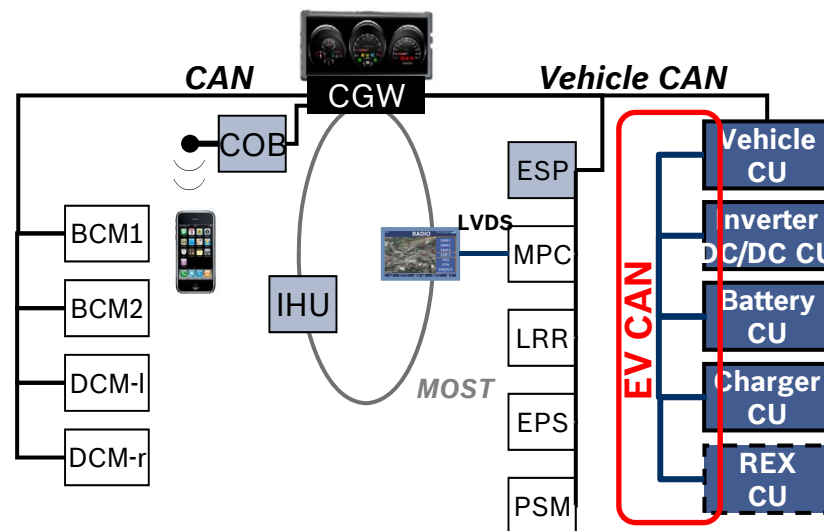 CAN
Vehicle CAN
CGW
COB
ESP
Vehicle
CU
LVDS
RADIO
BCM1
MPC
Inverter
DC/DC CU
BCM2
IHU
LRR
EV CAN
Battery
CU
DCM-l
MOST
EPS
Charger
CU
DCM-r
PSM
REX
CU